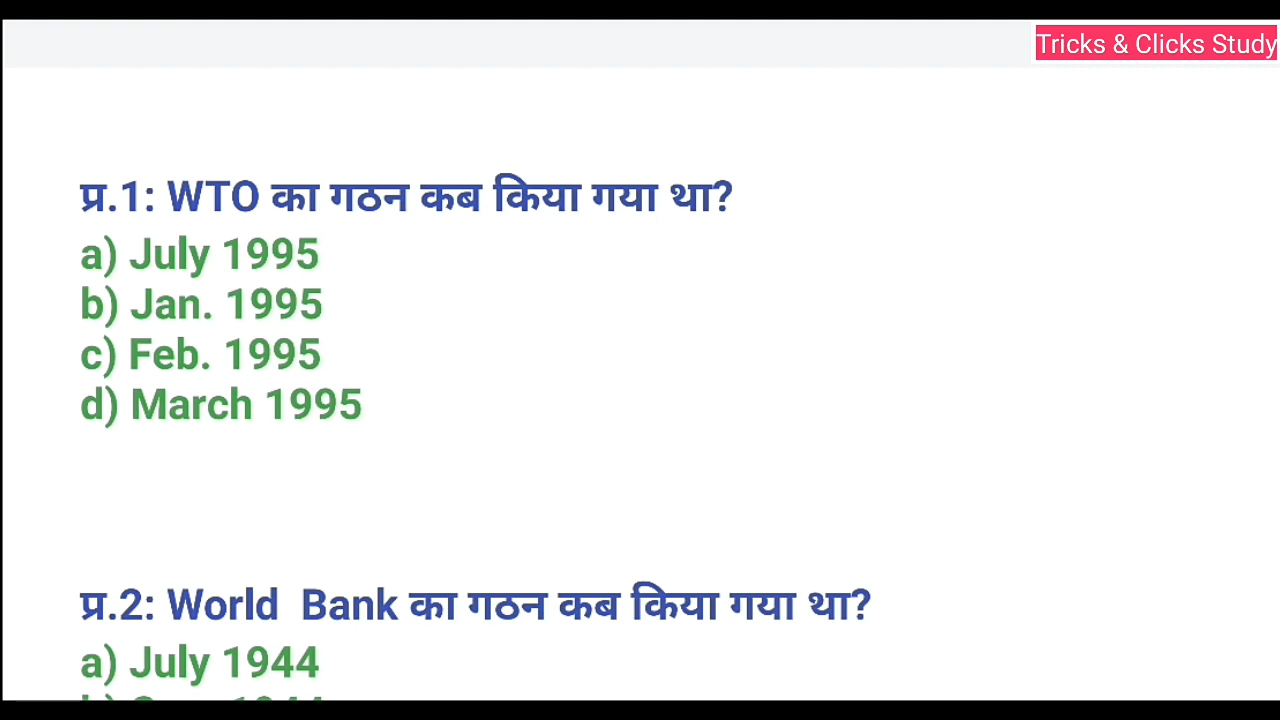 Tricks & Clicks Study
प्र.1: WTO का गठन कब किया गया था?
a) July 1995
b) Jan. 1995
c) Feb. 1995
d) March 1995
प्र.2: World Bank का गठन कब किया गया था?
a) July 1944